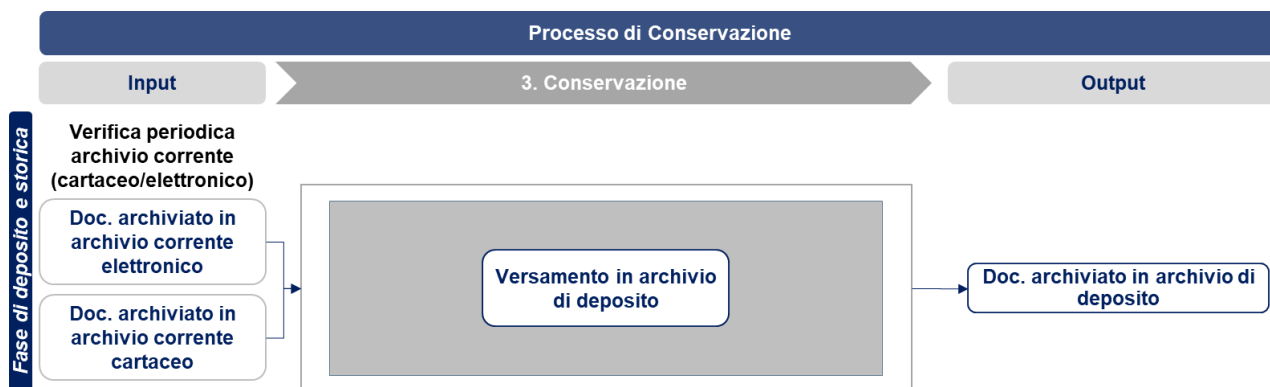 Processo di Conservazione
Input
3. Conservazione
Output
Fase di deposito e storica
Verifica periodica
archivio corrente
(cartaceo/elettronico)
Doc. archiviato in
archivio corrente
elettronico
Doc. archiviato in
archivio corrente
cartaceo
Versamento in archivio
di deposito
Doc. archiviato in archivio di
deposito